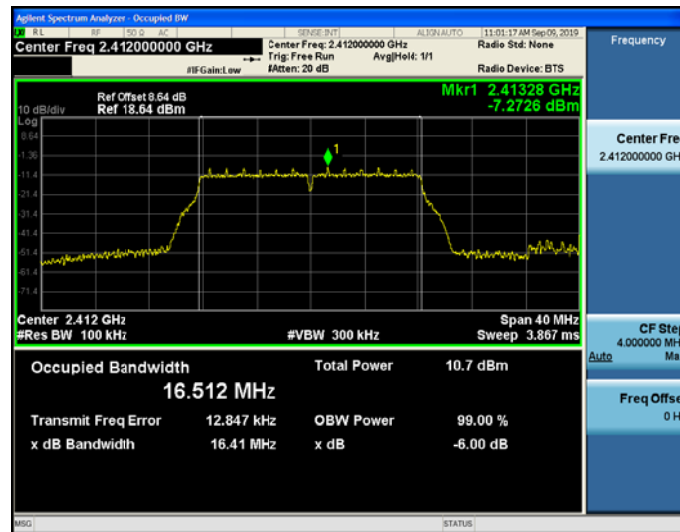 Agilent Spectrum Analyzer - Occupied BW
RL RF 50 Ω AC SENSE:INT ALIGN AUTO 11:01:17 AM Sep 09, 2019
Center Freq 2.412000000 GHz
Center Freq: 2.412000000 GHz
Radio Std: None
Trig: Free Run Avg|Hold: 1/1
#IFGain:Low #Atten: 20 dB Radio Device: BTS
Mkr1 2.41328 GHz
-7.2726 dBm
Ref Offset 8.64 dB
10 dB/div Ref 18.64 dBm
Log
8.64
-1.36
-11.4
-21.4
-31.4
-41.4
-51.4
-61.4
-71.4
1
Center 2.412 GHz Span 40 MHz
#Res BW 100 kHz #VBW 300 kHz Sweep 3.867 ms
Occupied Bandwidth Total Power 10.7 dBm
16.512 MHz
Transmit Freq Error 12.847 kHz OBW Power 99.00 %
x dB Bandwidth 16.41 MHz x dB -6.00 dB
MSG STATUS
Frequency
Center Fre
2.412000000 GH
CF Step
4.000000 MH
Auto Ma
Freq Offse
0 H